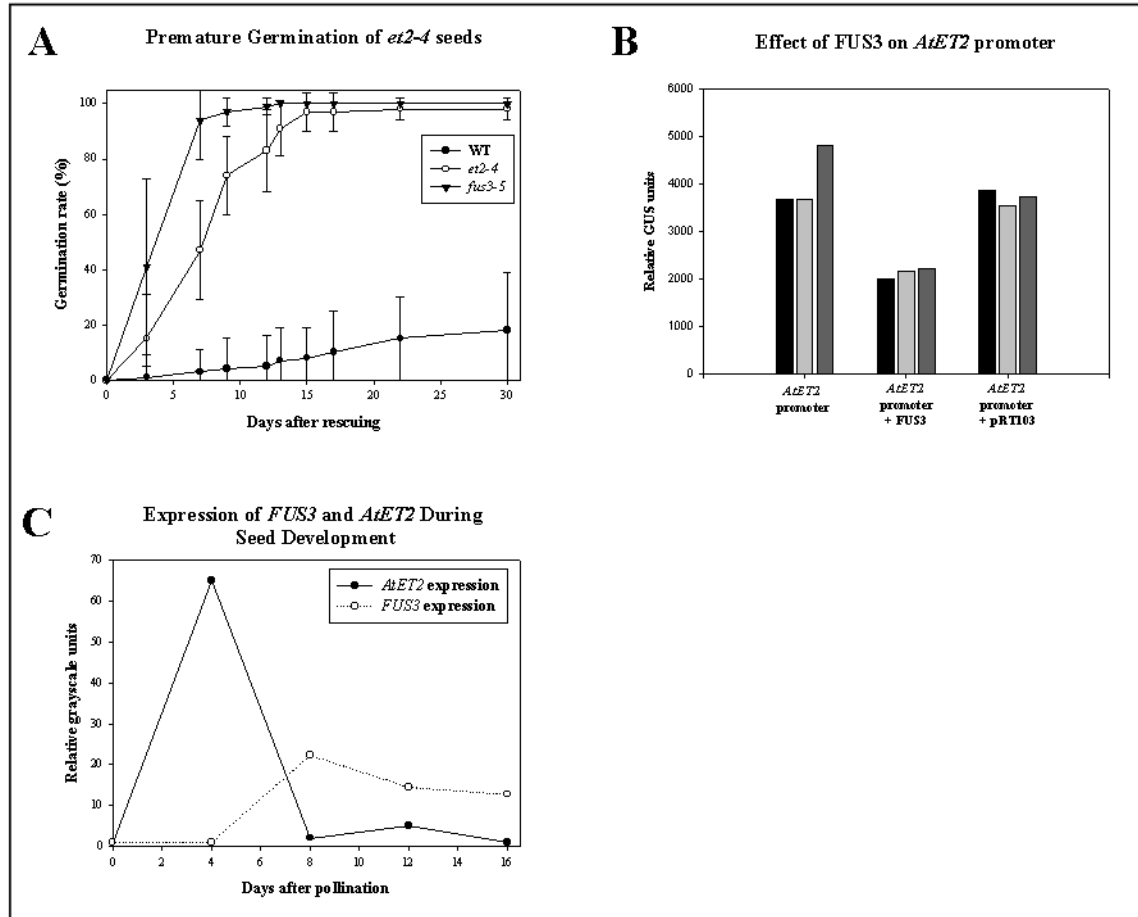 A
Premature Germination of et2-4 seeds
Germination rate (%)
100
80
60
40
20
0
WT
et2-4
fus3-5
0 5 10 15 20 25 30
Days after rescuing
B
Effect of FUS3 on AtET2 promoter
Relative GUS units
6000
5000
4000
3000
2000
1000
0
AtET2 AtET2 AtET2
promoter promoter promoter
+ FUS3 + pRT103
C
Expression of FUS3 and AtET2 During
Seed Development
Relative grayscale units
70
60
50
40
30
20
10
0
AtET2 expression
FUS3 expression
0 2 4 6 8 10 12 14 16
Days after pollination